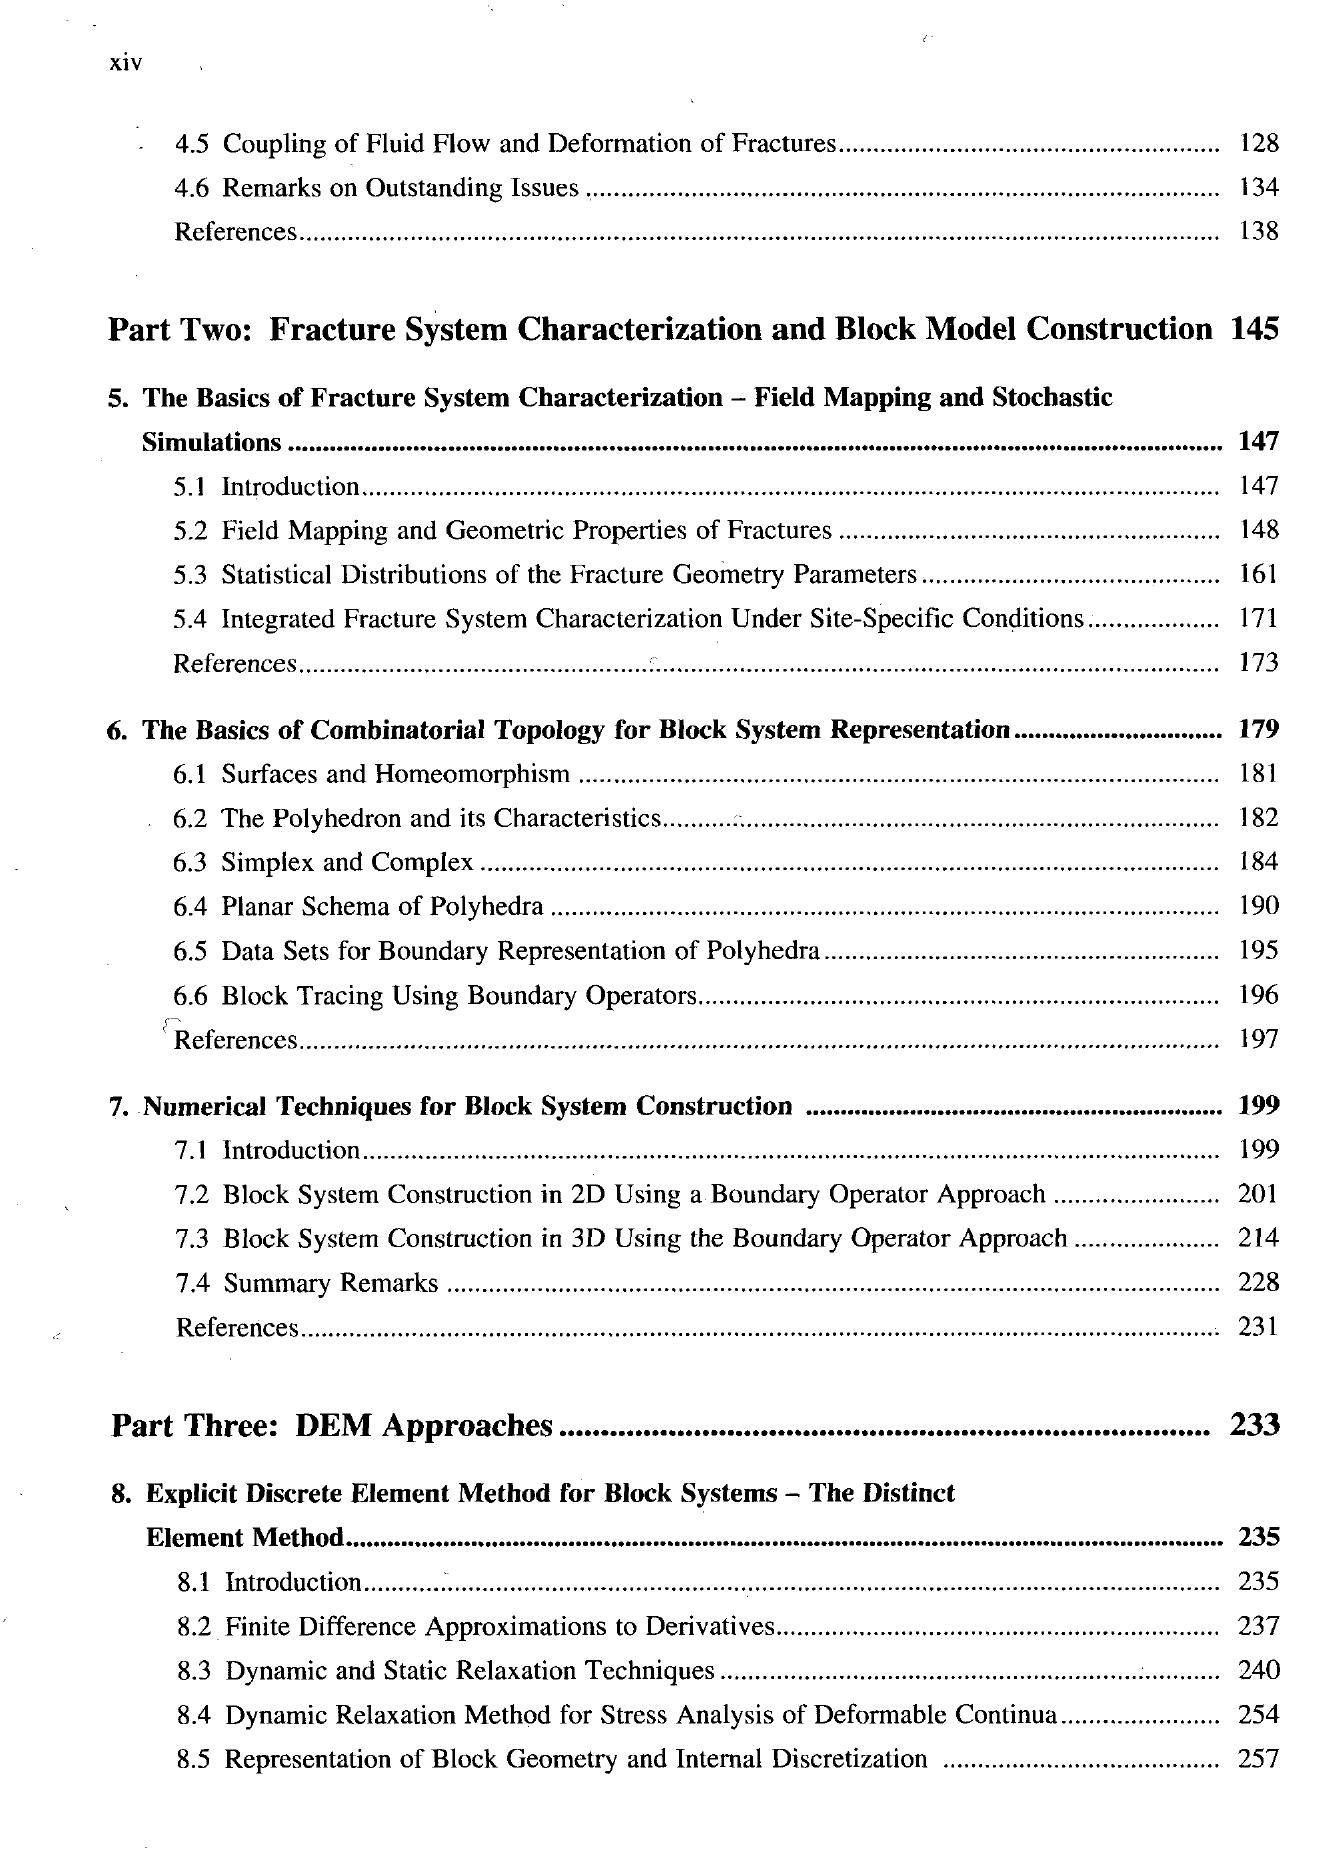 xiv
4.5 Coupling of Fluid Flow and Deformation of Fractures.......................................................... 128
4.6 Remarks on Outstanding Issues .......................................................... 134
References.......................................................... 138
Part Two: Fracture System Characterization and Block Model Construction 145
5. The Basics of Fracture System Characterization – Field Mapping and Stochastic
Simulations .......................................................... 147
5.1 Introduction.......................................................... 147
5.2 Field Mapping and Geometric Properties of Fractures .......................................................... 148
5.3 Statistical Distributions of the Fracture Geometry Parameters.......................................... 161
5.4 Integrated Fracture System Characterization Under Site-Specific Conditions................... 171
References.......................................................... 173
6. The Basics of Combinatorial Topology for Block System Representation.............................. 179
6.1 Surfaces and Homeomorphism .......................................................... 181
6.2 The Polyhedron and its Characteristics.......................................................... 182
6.3 Simplex and Complex .......................................................... 184
6.4 Planar Schema of Polyhedra .......................................................... 190
6.5 Data Sets for Boundary Representation of Polyhedra.......................................................... 195
6.6 Block Tracing Using Boundary Operators.......................................................... 196
References.......................................................... 197
7. Numerical Techniques for Block System Construction .......................................................... 199
7.1 Introduction.......................................................... 199
7.2 Block System Construction in 2D Using a Boundary Operator Approach ........................ 201
7.3 Block System Construction in 3D Using the Boundary Operator Approach ..................... 214
7.4 Summary Remarks .......................................................... 228
References.......................................................... 231
Part Three: DEM Approaches.......................................................... 233
8. Explicit Discrete Element Method for Block Systems – The Distinct
Element Method.......................................................... 235
8.1 Introduction.......................................................... 235
8.2 Finite Difference Approximations to Derivatives.......................................................... 237
8.3 Dynamic and Static Relaxation Techniques.......................................................... 240
8.4 Dynamic Relaxation Method for Stress Analysis of Deformable Continua....................... 254
8.5 Representation of Block Geometry and Internal Discretization ........................................ 257